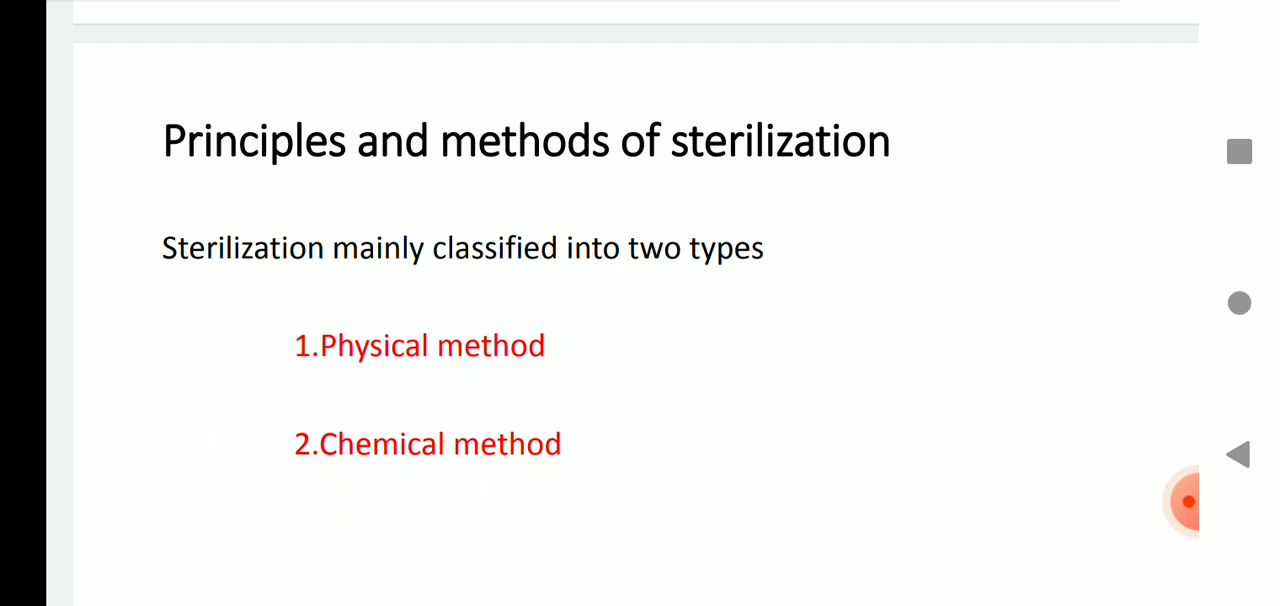 Principles and methods of sterilization
Sterilization mainly classified into two types
1.Physical method
2.Chemical method